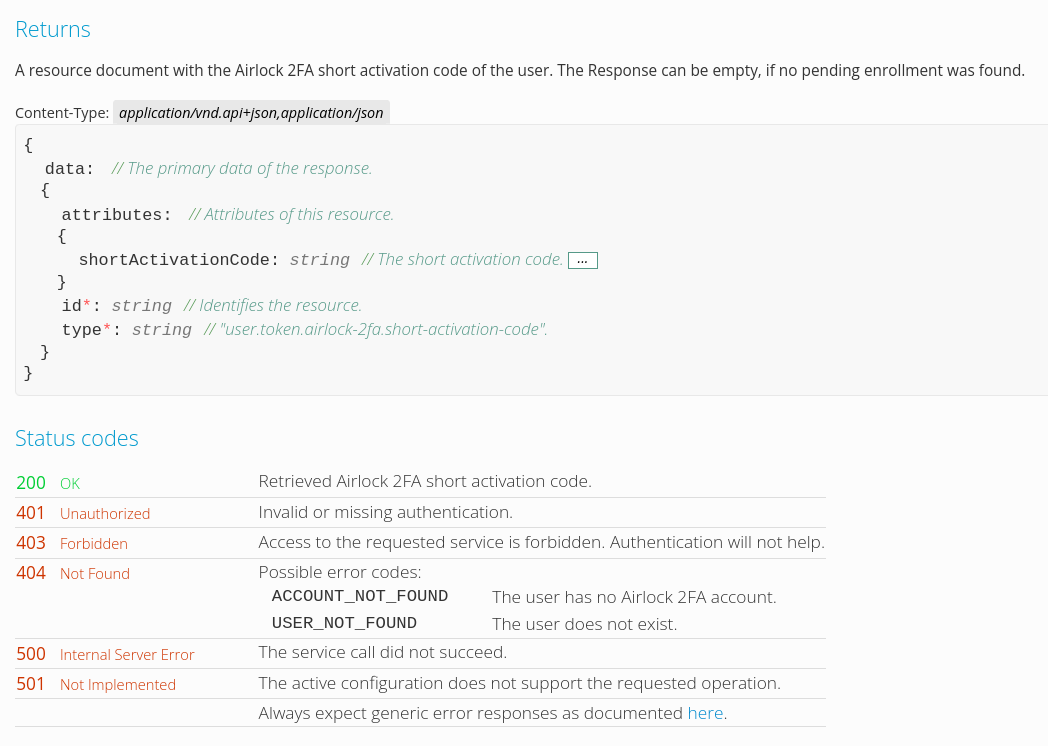 Returns
A resource document with the Airlock 2FA short activation code of the user. The Response can be empty, if no pending enrollment was found.
Content-Type: application/vnd.api+json,application/json
{
data: // The primary data of the response.
{
attributes: // Attributes of this resource.
{
shortActivationCode: string // The short activation code. ...
}
id*: string // Identifies the resource.
type*: string // "user.token.airlock-2fa.short-activation-code".
}
}
Status codes
200 OK Retrieved Airlock 2FA short activation code.
401 Unauthorized Invalid or missing authentication.
403 Forbidden Access to the requested service is forbidden. Authentication will not help.
404 Not Found Possible error codes:
ACCOUNT_NOT_FOUND The user has no Airlock 2FA account.
USER_NOT_FOUND The user does not exist.
500 Internal Server Error The service call did not succeed.
501 Not Implemented The active configuration does not support the requested operation.
Always expect generic error responses as documented here.